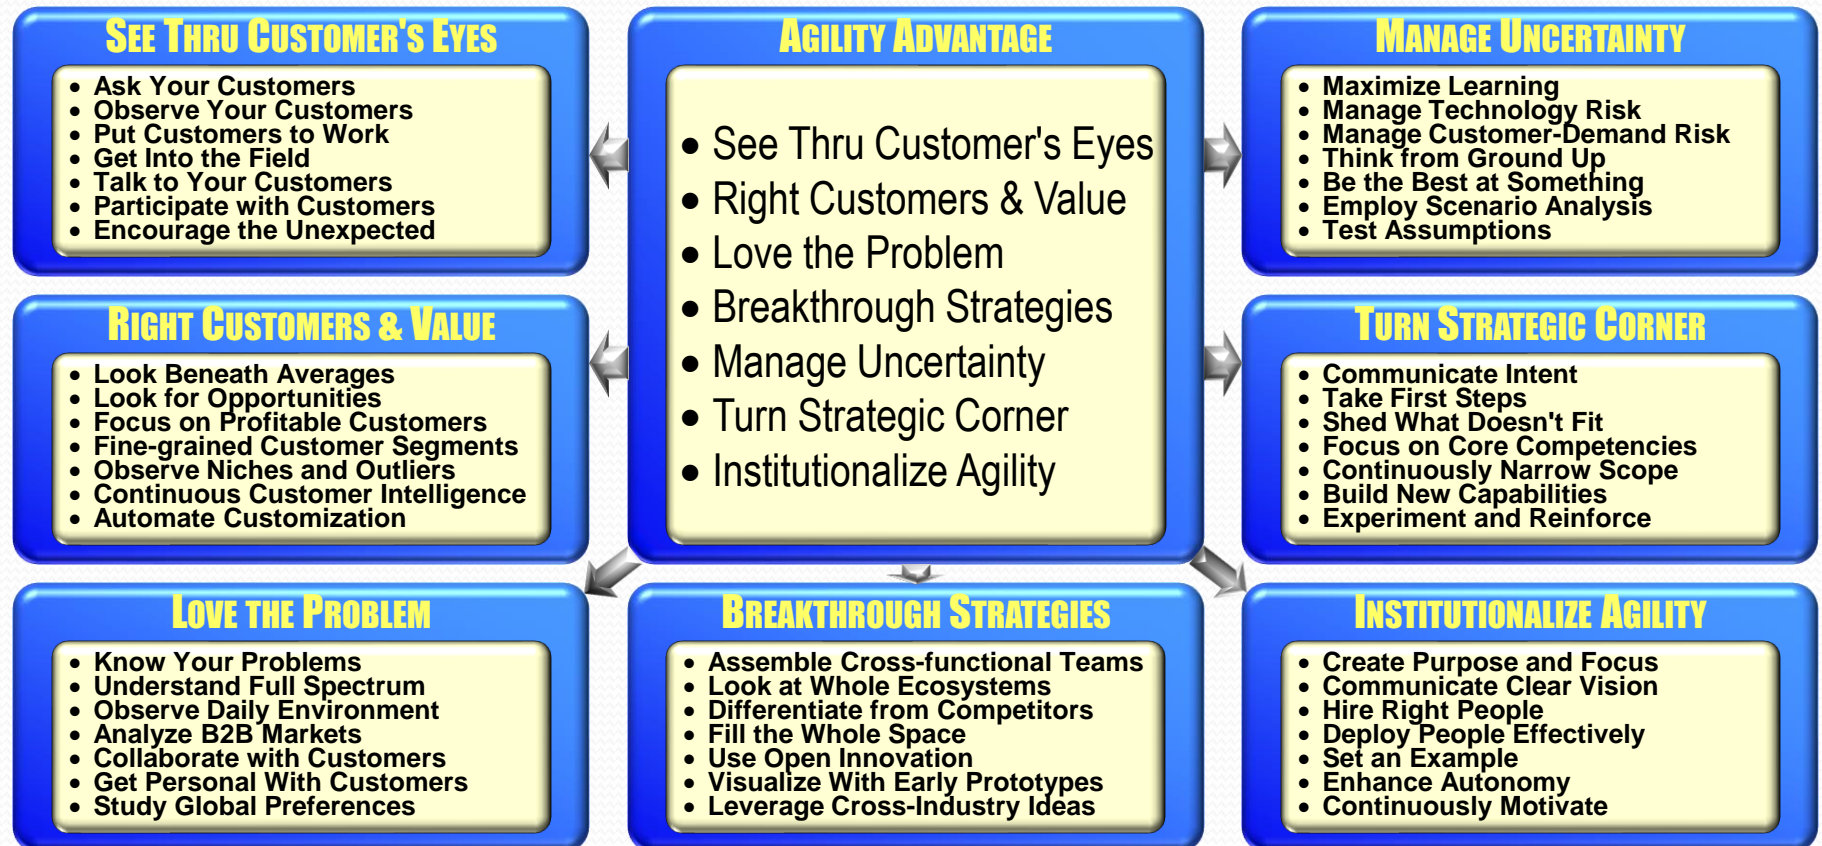 SEE THRU CUSTOMER'S EYES
• Ask Your Customers
• Observe Your Customers
• Put Customers to Work
• Get Into the Field
• Talk to Your Customers
• Participate with Customers
• Encourage the Unexpected
AGILITY ADVANTAGE
• See Thru Customer's Eyes
• Right Customers & Value
• Love the Problem
• Breakthrough Strategies
• Manage Uncertainty
• Turn Strategic Corner
• Institutionalize Agility
MANAGE UNCERTAINTY
• Maximize Learning
• Manage Technology Risk
• Manage Customer-Demand Risk
• Think from Ground Up
• Be the Best at Something
• Employ Scenario Analysis
• Test Assumptions
RIGHT CUSTOMERS & VALUE
• Look Beneath Averages
• Look for Opportunities
• Focus on Profitable Customers
• Fine-grained Customer Segments
• Observe Niches and Outliers
• Continuous Customer Intelligence
• Automate Customization
TURN STRATEGIC CORNER
• Communicate Intent
• Take First Steps
• Shed What Doesn't Fit
• Focus on Core Competencies
• Continuously Narrow Scope
• Build New Capabilities
• Experiment and Reinforce
LOVE THE PROBLEM
• Know Your Problems
• Understand Full Spectrum
• Observe Daily Environment
• Analyze B2B Markets
• Collaborate with Customers
• Get Personal With Customers
• Study Global Preferences
BREAKTHROUGH STRATEGIES
• Assemble Cross-functional Teams
• Look at Whole Ecosystems
• Differentiate from Competitors
• Fill the Whole Space
• Use Open Innovation
• Visualize With Early Prototypes
• Leverage Cross-Industry Ideas
INSTITUTIONALIZE AGILITY
• Create Purpose and Focus
• Communicate Clear Vision
• Hire Right People
• Deploy People Effectively
• Set an Example
• Enhance Autonomy
• Continuously Motivate